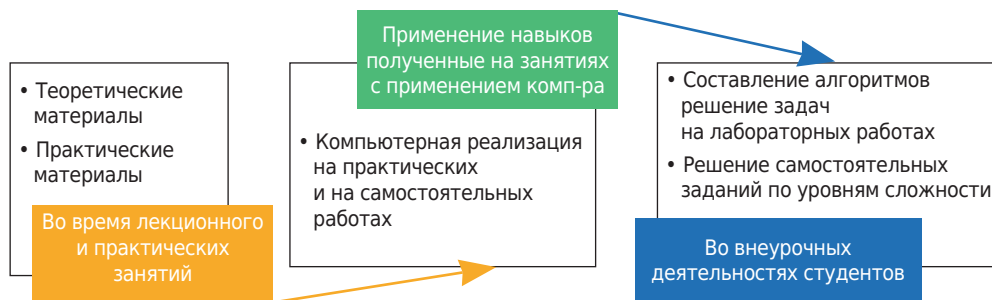 • Теоретические
материалы
• Практические
материалы
Во время лекционного
и практических
занятий
Применение навыков
полученные на занятиях
с применением комп-ра
• Компьютерная реализация
на практических
и на самостоятельных
работах
• Составление алгоритмов
решение задач
на лабораторных работах
• Решение самостоятельных
заданий по уровням сложности
Во внеурочных
деятельностях студентов